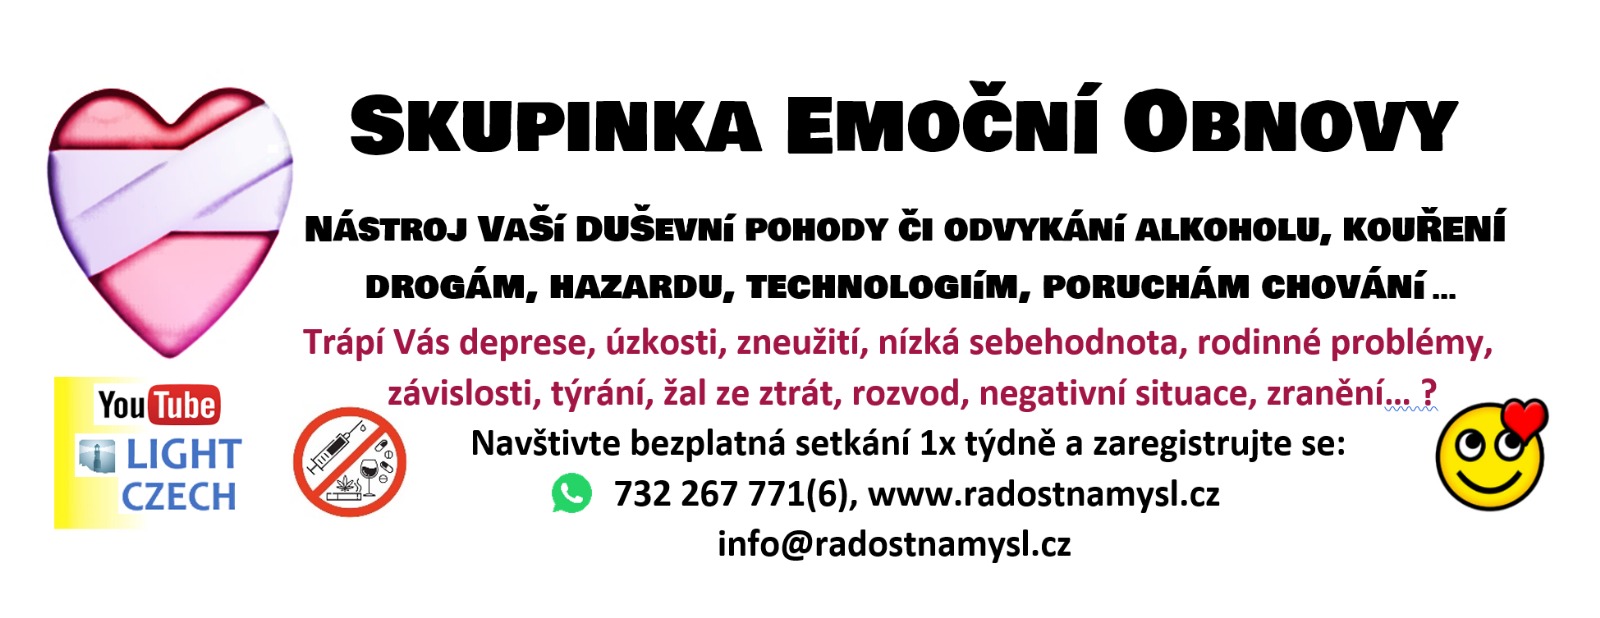 Skupinka Emoční Obnovy
Nástroj Vaší duševní pohody či odvykání alkoholu, kouření
drogám, hazardu, technologiím, poruchám chování ...
Trápí Vás deprese, úzkosti, zneužití, nízká sebehodnota, rodinné problémy,
závislosti, týrání, žal ze ztrát, rozvod, negativní situace, zranění... ?
Navštivte bezplatná setkání 1x týdně a zaregistrujte se:
732 267 771(6), www.radostnamysl.cz
info@radostnamysl.cz
YouTube
LIGHT
CZECH